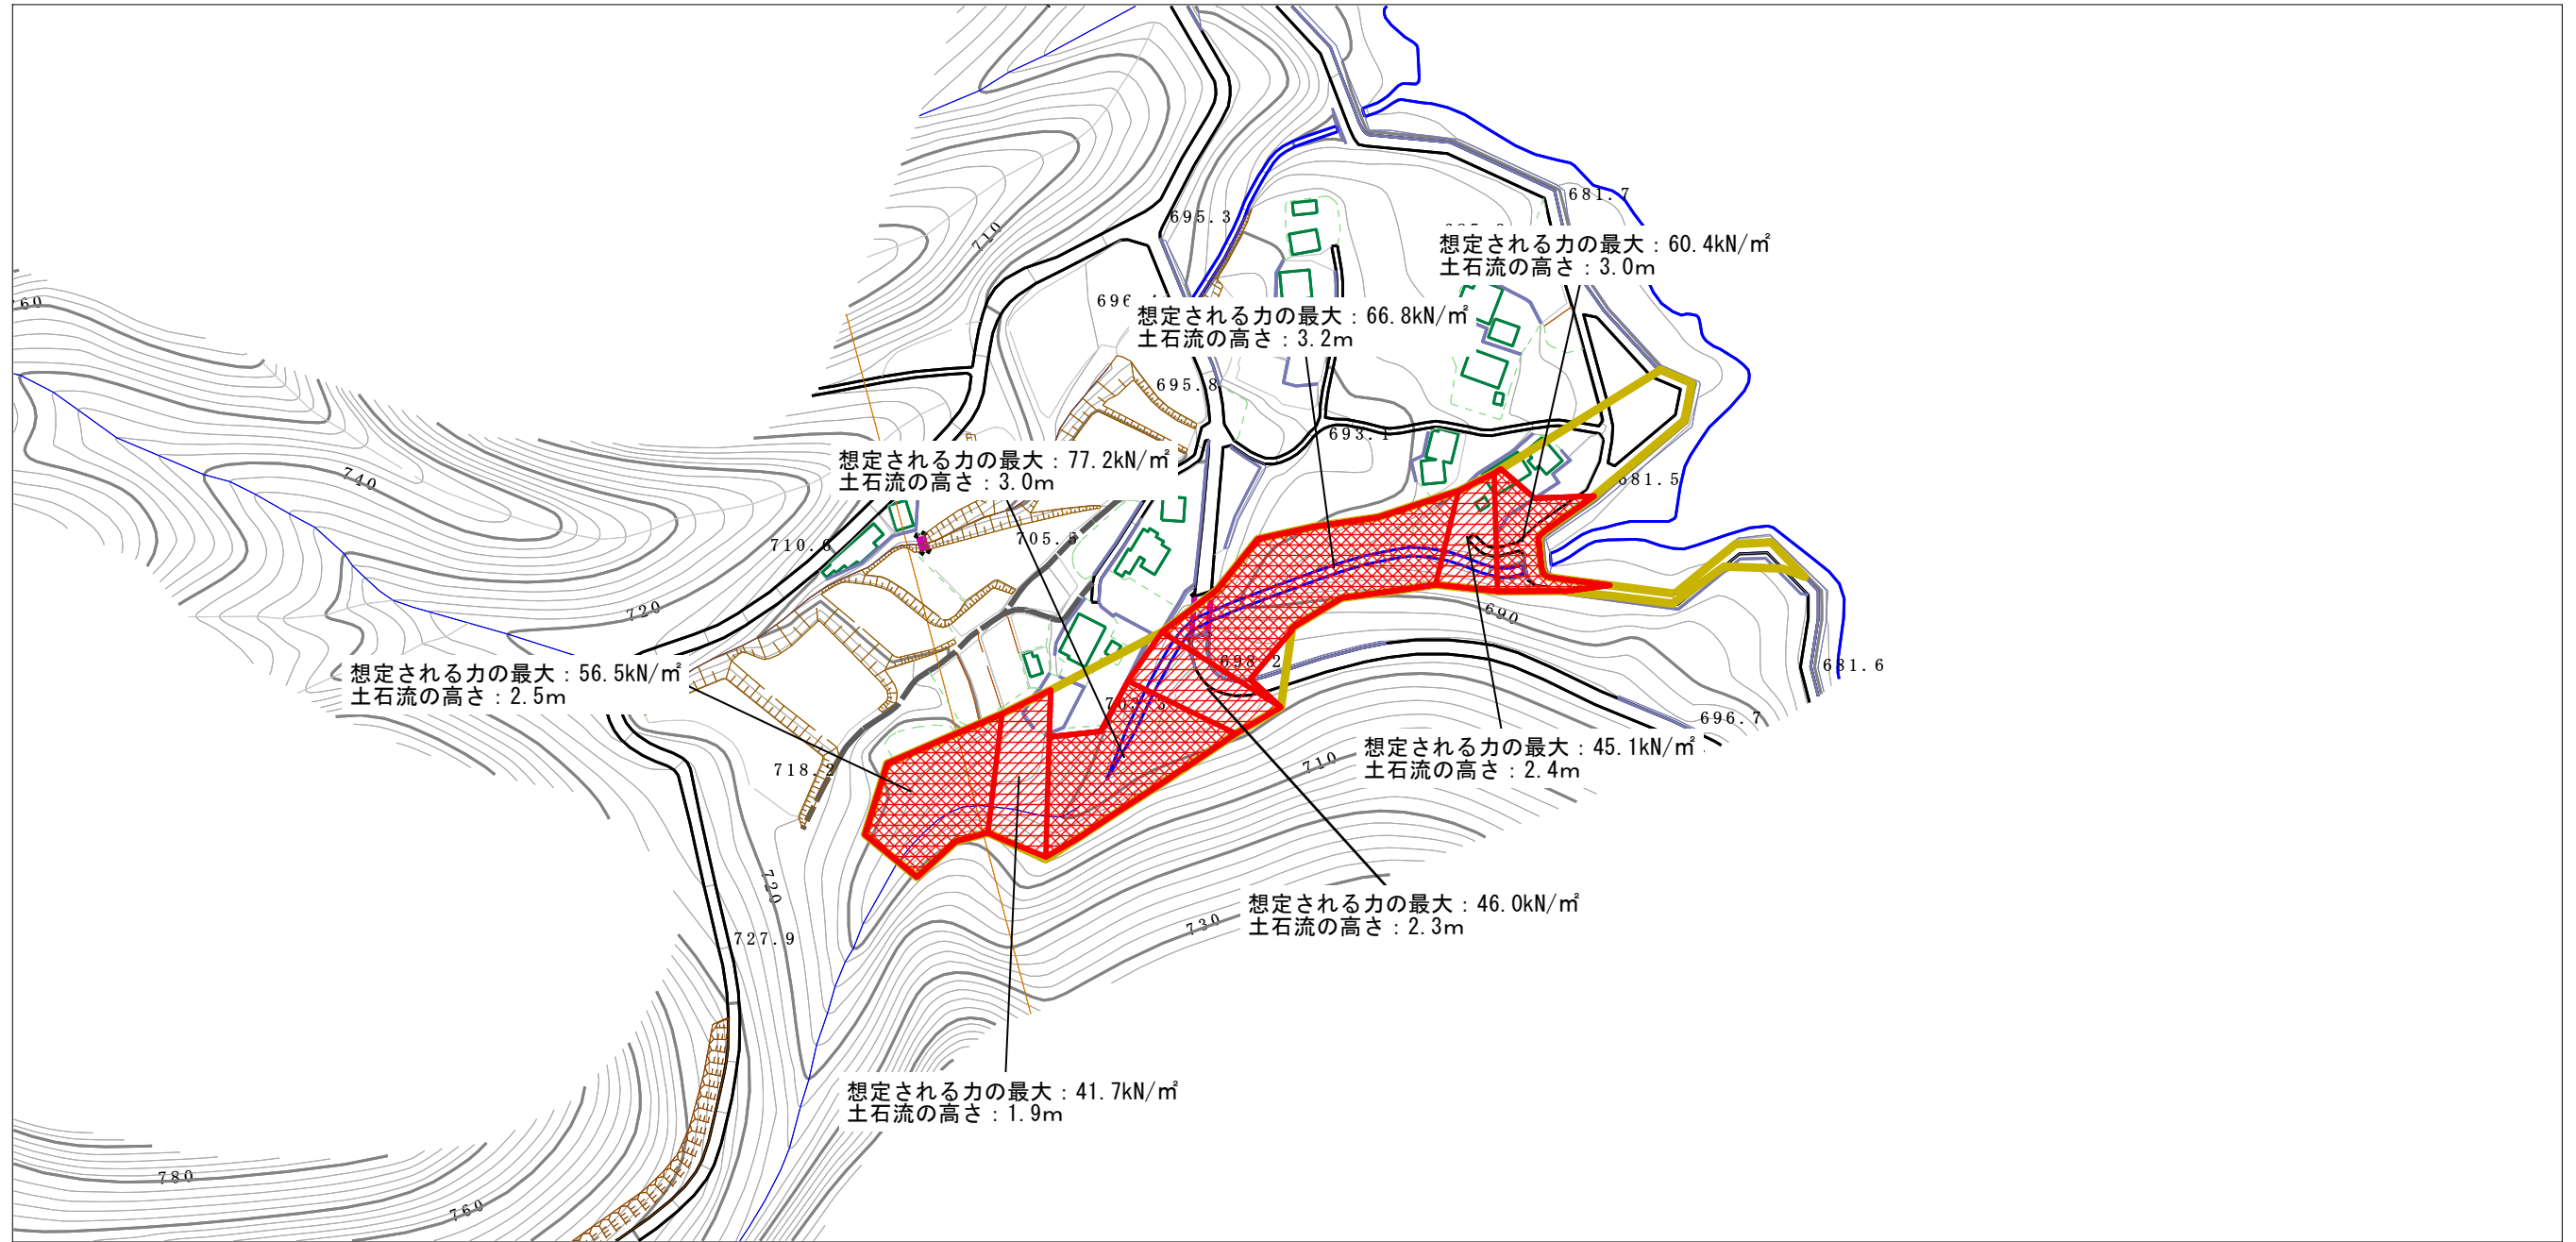 681.7
695.3
想定される力の最大：60.4kN/㎡
土石流の高さ：3.0m
710
想定される力の最大：66.8kN/㎡
土石流の高さ：3.2m
695.8
693.1
想定される力の最大：77.2kN/㎡
土石流の高さ：3.0m
740
681.5
705.5
710.6
720
690
698.2
681.6
想定される力の最大：56.5kN/㎡
土石流の高さ：2.5m
696.7
想定される力の最大：45.1kN/㎡
土石流の高さ：2.4m
710
718.2
720
想定される力の最大：46.0kN/㎡
土石流の高さ：2.3m
730
727.9
想定される力の最大：41.7kN/㎡
土石流の高さ：1.9m
780
760